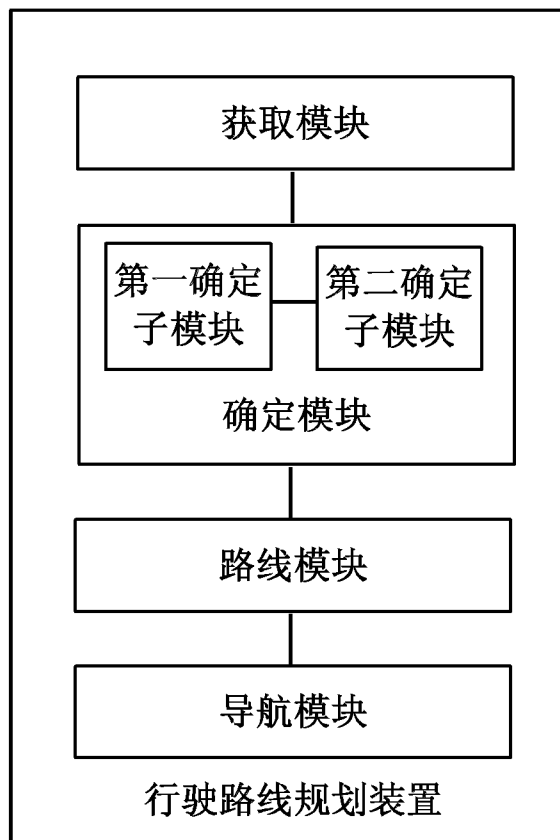 获取模块
第一确定
子模块
第二确定
子模块
确定模块
路线模块
导航模块
行驶路线规划装置